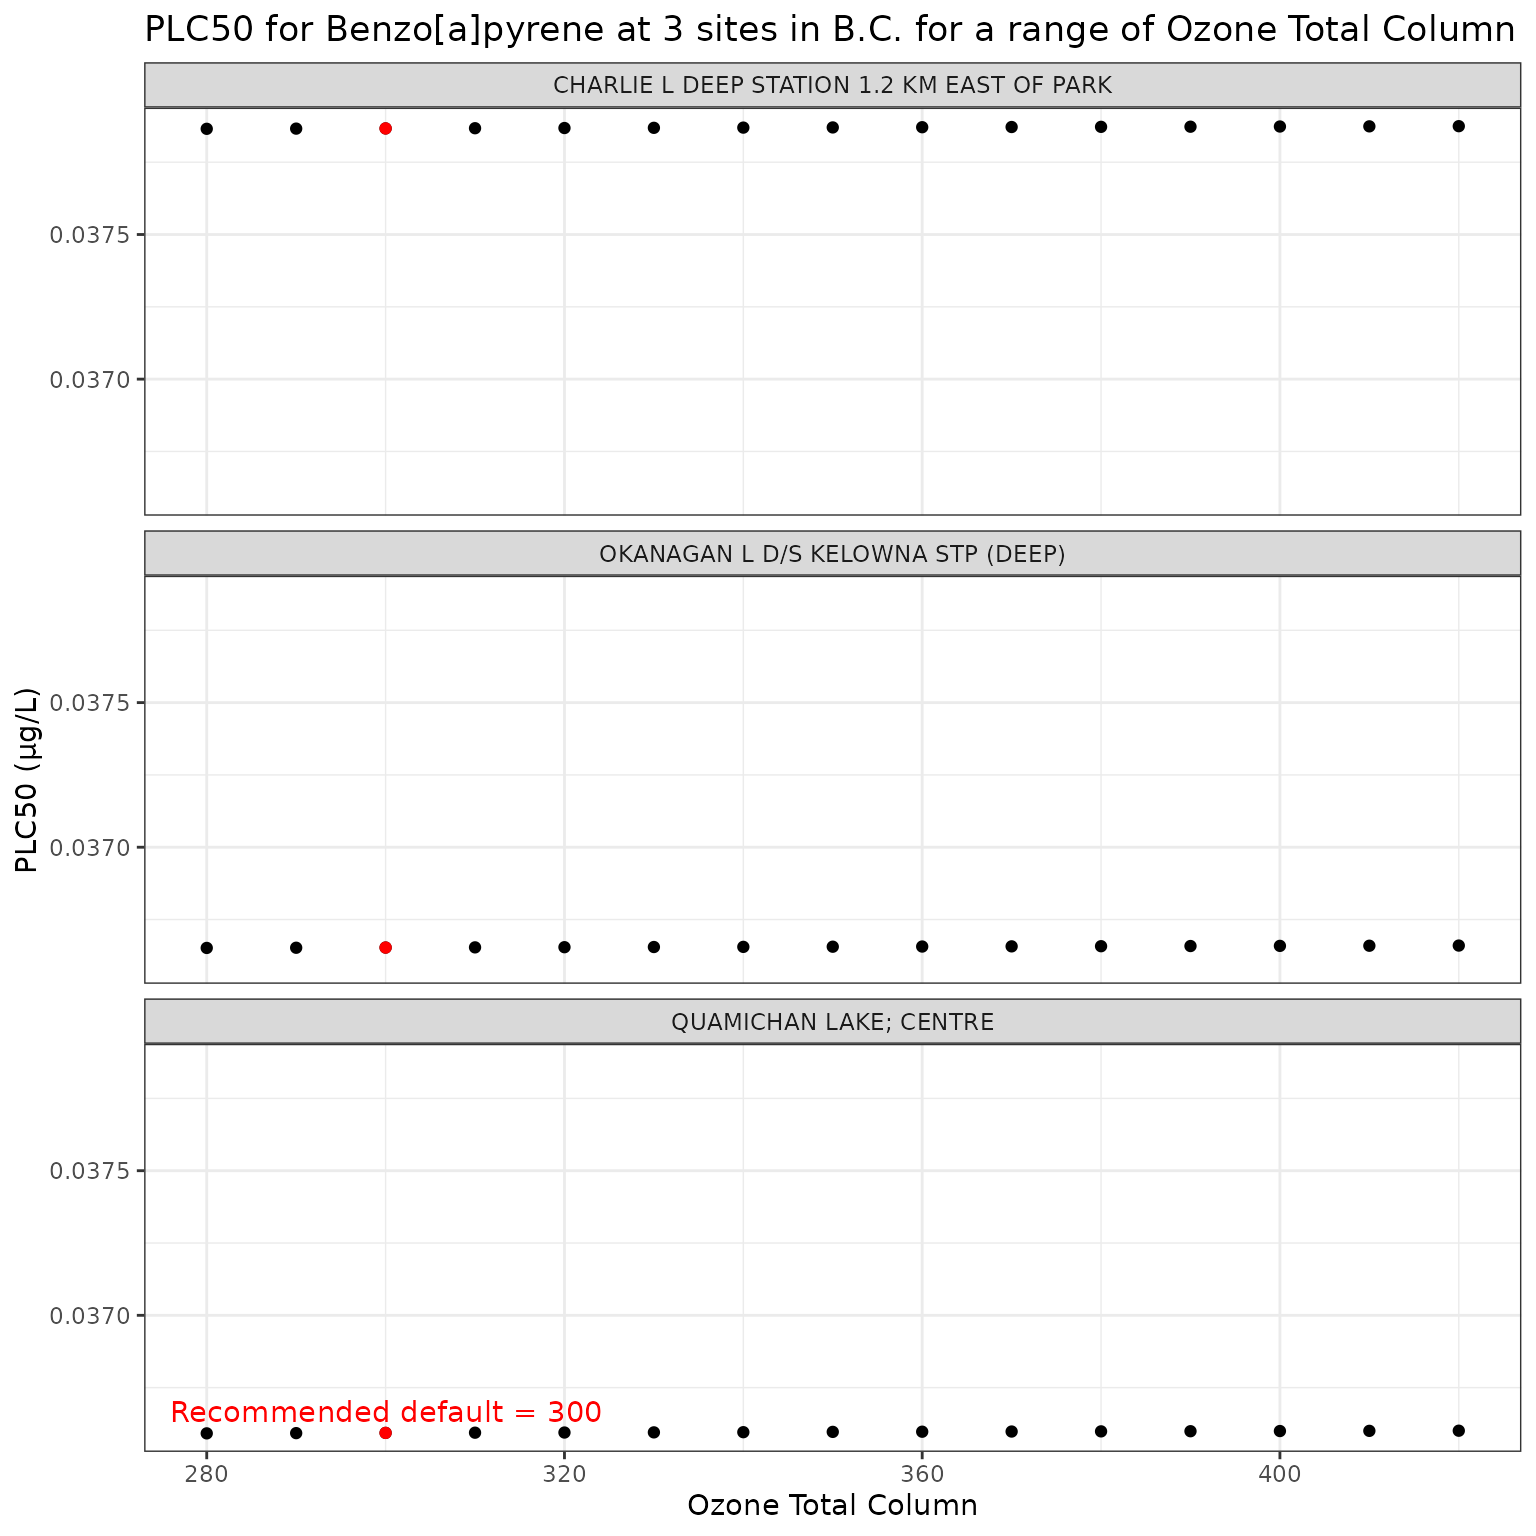 PLC50 for Benzo[a]pyrene at 3 sites in B.C. for a range of Ozone Total Column
CHARLIE L DEEP STATION 1.2 KM EAST OF PARK
0.0375
0.0370
OKANAGAN L D/S KELOWNA STP (DEEP)
PLC50 (µg/L)
0.0375
0.0370
QUAMICHAN LAKE; CENTRE
0.0375
0.0370
Recommended default = 300
280 320 360 400
Ozone Total Column